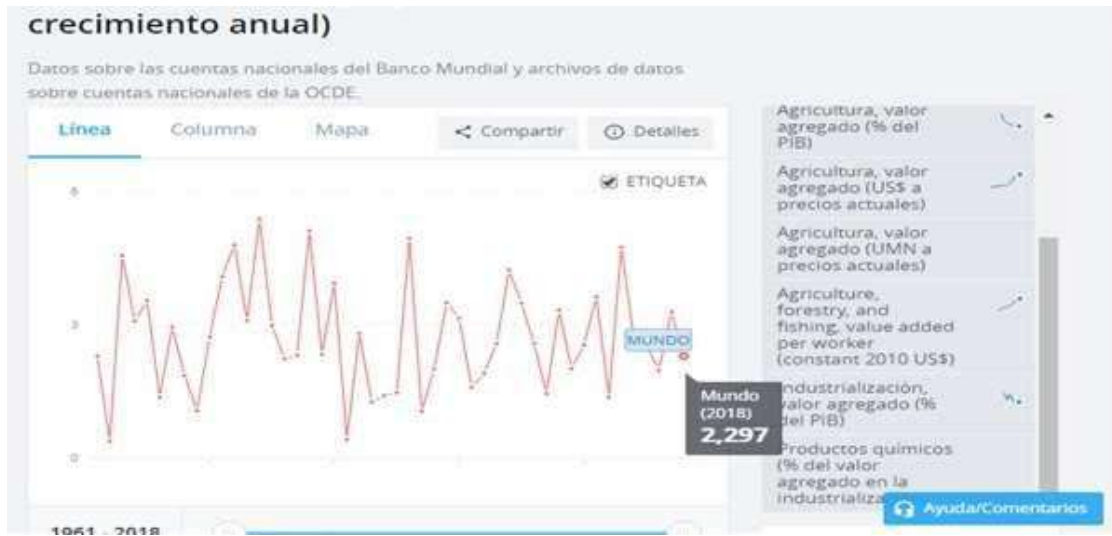 crecimiento anual)
Datos sobre las cuentas nacionales del Banco Mundial y archivos de datos
sobre cuentas nacionales de la OCDE.
Línea
Columna
Mapa
Compartir
Detalles
ETIQUETA
6
3
0
MUNDO
Mundo
(2018)
2,297
1961 - 2018
Agricultura, valor
agregado (% del
PIB)
Agricultura, valor
agregado (US$ a
precios actuales)
Agricultura, valor
agregado (UMN a
precios actuales)
Agriculture,
forestry, and
fishing, value added
per worker
(constant 2010 US$)
Industrialización,
valor agregado (%
del PIB)
Productos químicos
(% del valor
agregado en la
industrializa
Ayuda/Comentarios